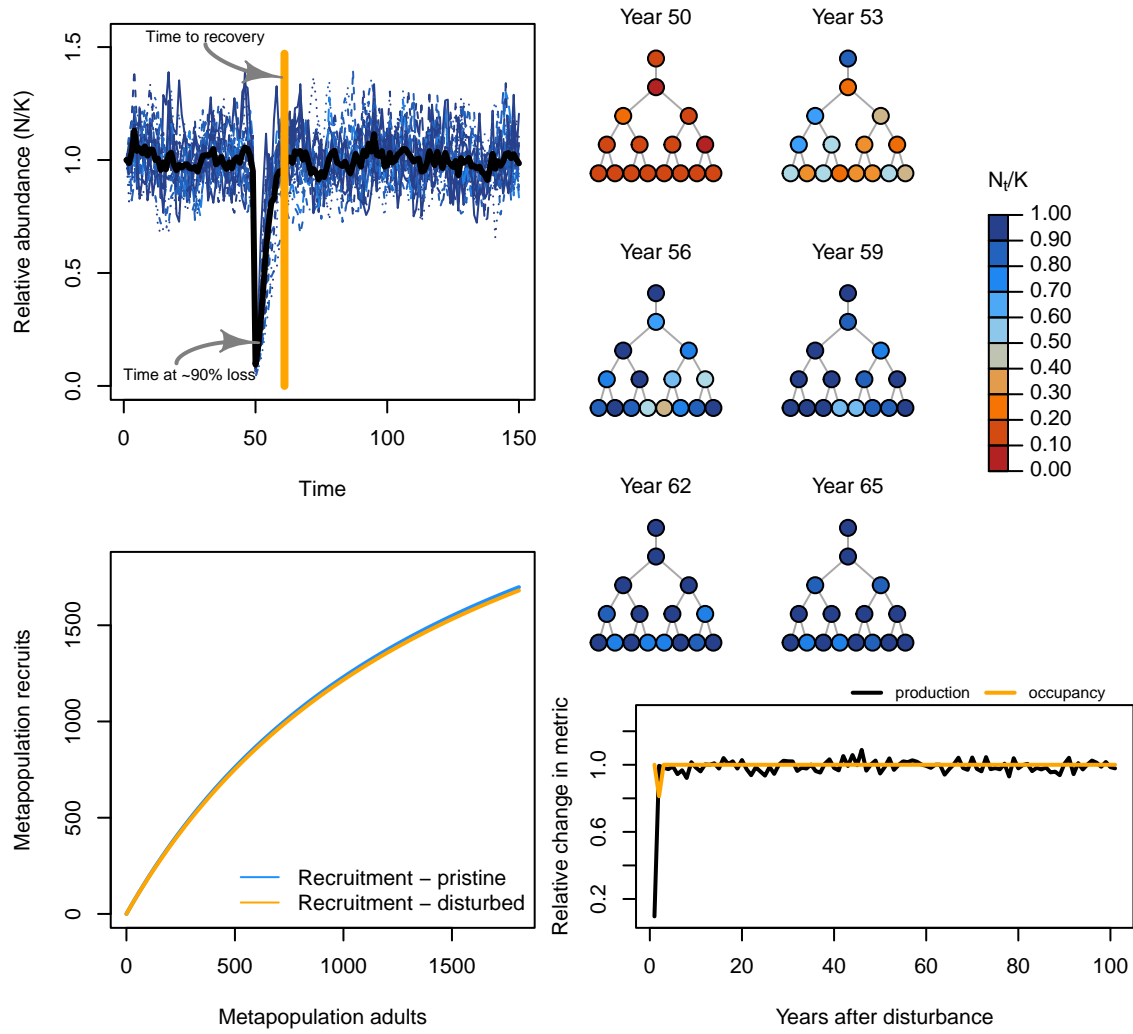 Relative abundance (N/K)
1.5
1.0
0.5
0.0
Time to recovery
Time at ~90% loss
0
50
100
150
Time
Year 50
Year 53
Year 56
Year 59
Year 62
Year 65
Nt/K
1.00
0.90
0.80
0.70
0.60
0.50
0.40
0.30
0.20
0.10
0.00
Metapopulation recruits
1500
1000
500
0
Recruitment − pristine
Recruitment − disturbed
0
500
1000
1500
Metapopulation adults
production
occupancy
Relative change in metric
1.0
0.6
0.2
0
20
40
60
80
100
Years after disturbance